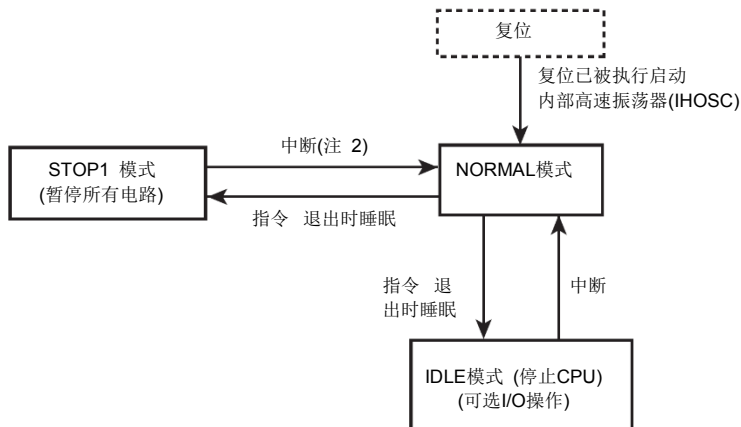 复位
复位已被执行启动
内部高速振荡器(IHOSC)
中断(注 2)
STOP1 模式
(暂停所有电路)
NORMAL模式
指令 退出时睡眠
指令 退
出时睡眠
中断
IDLE模式 (停止CPU)
(可选I/O操作)